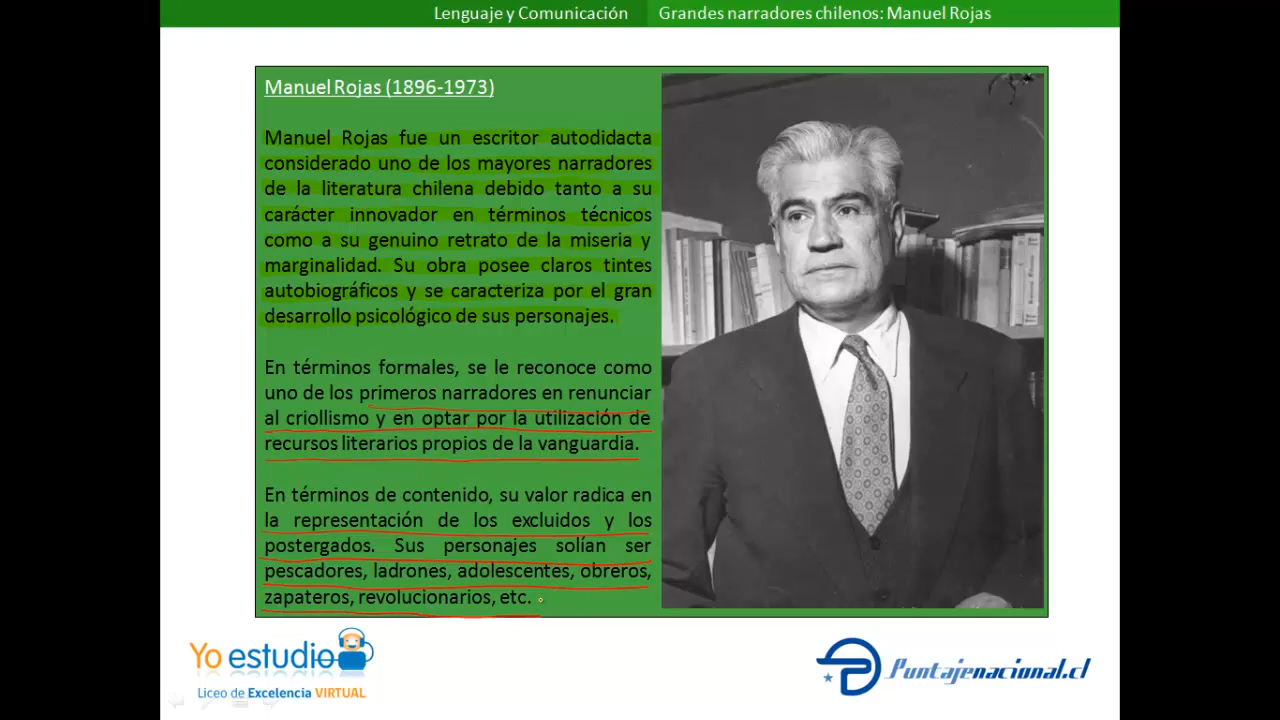 Lenguaje y Comunicación Grandes narradores chilenos: Manuel Rojas
Manuel Rojas (1896-1973)
Manuel Rojas fue un escritor autodidacta
considerado uno de los mayores narradores
de la literatura chilena debido tanto a su
carácter innovador en términos técnicos
como a su genuino retrato de la miseria y
marginalidad. Su obra posee claros tintes
autobiográficos y se caracteriza por el gran
desarrollo psicológico de sus personajes.
En términos formales, se le reconoce como
uno de los primeros narradores en renunciar
al criollismo y en optar por la utilización de
recursos literarios propios de la vanguardia.
En términos de contenido, su valor radica en
la representación de los excluidos y los
postergados. Sus personajes solían ser
pescadores, ladrones, adolescentes, obreros,
zapateros, revolucionarios, etc.
Yo estudio
Liceo de Excelencia VIRTUAL
Puntajenacional.cl